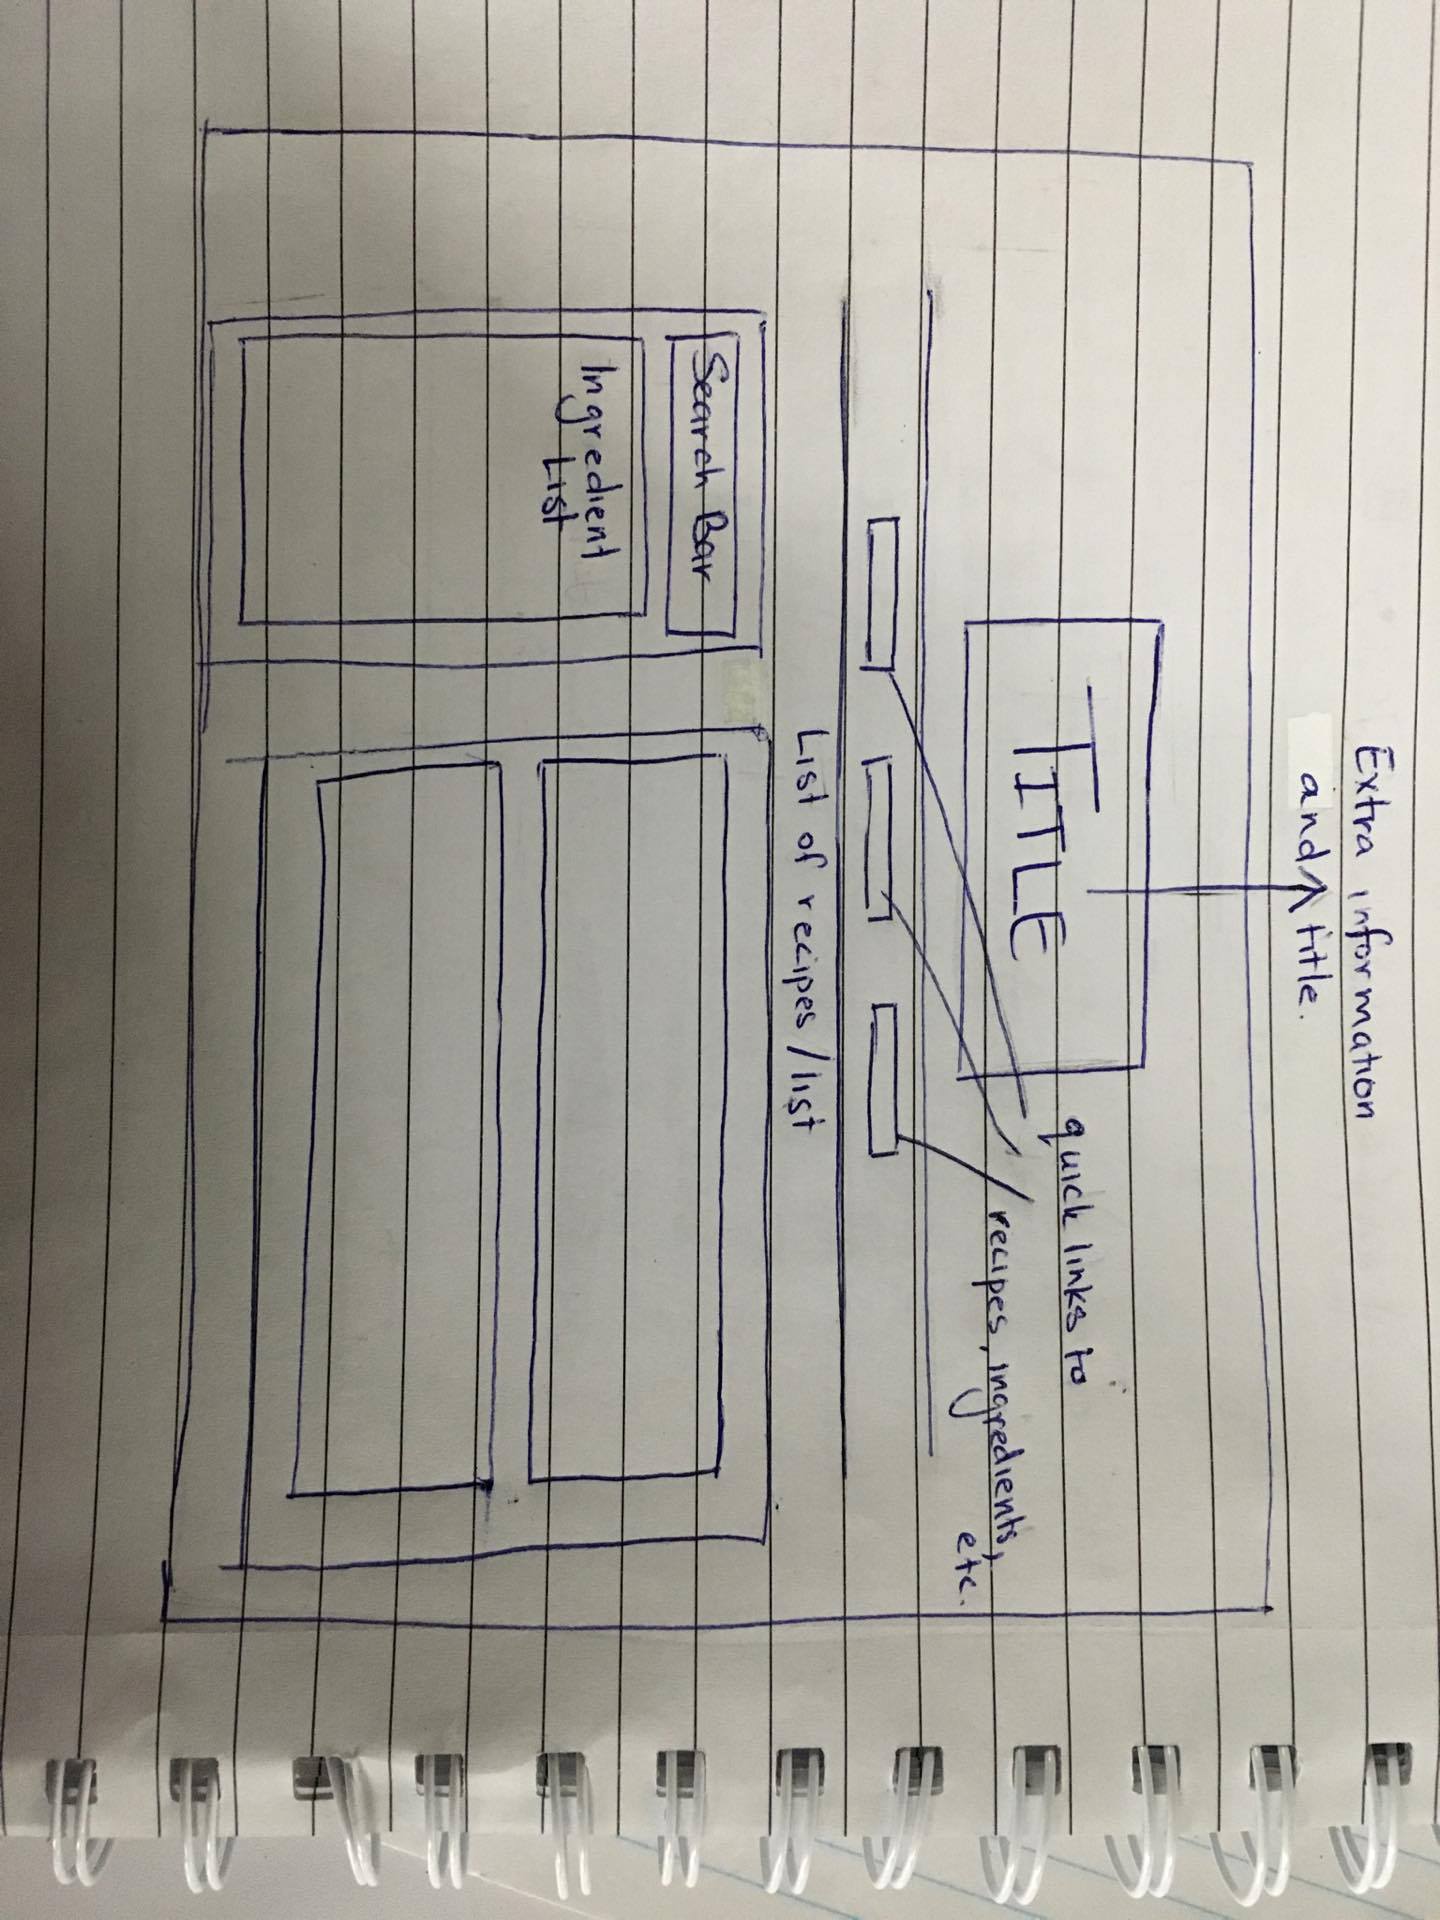 Extra information
and title.
TITLE
quick links to
recipes, ingredients,
etc.
List of recipes/list
Search Bar
Ingredient
List